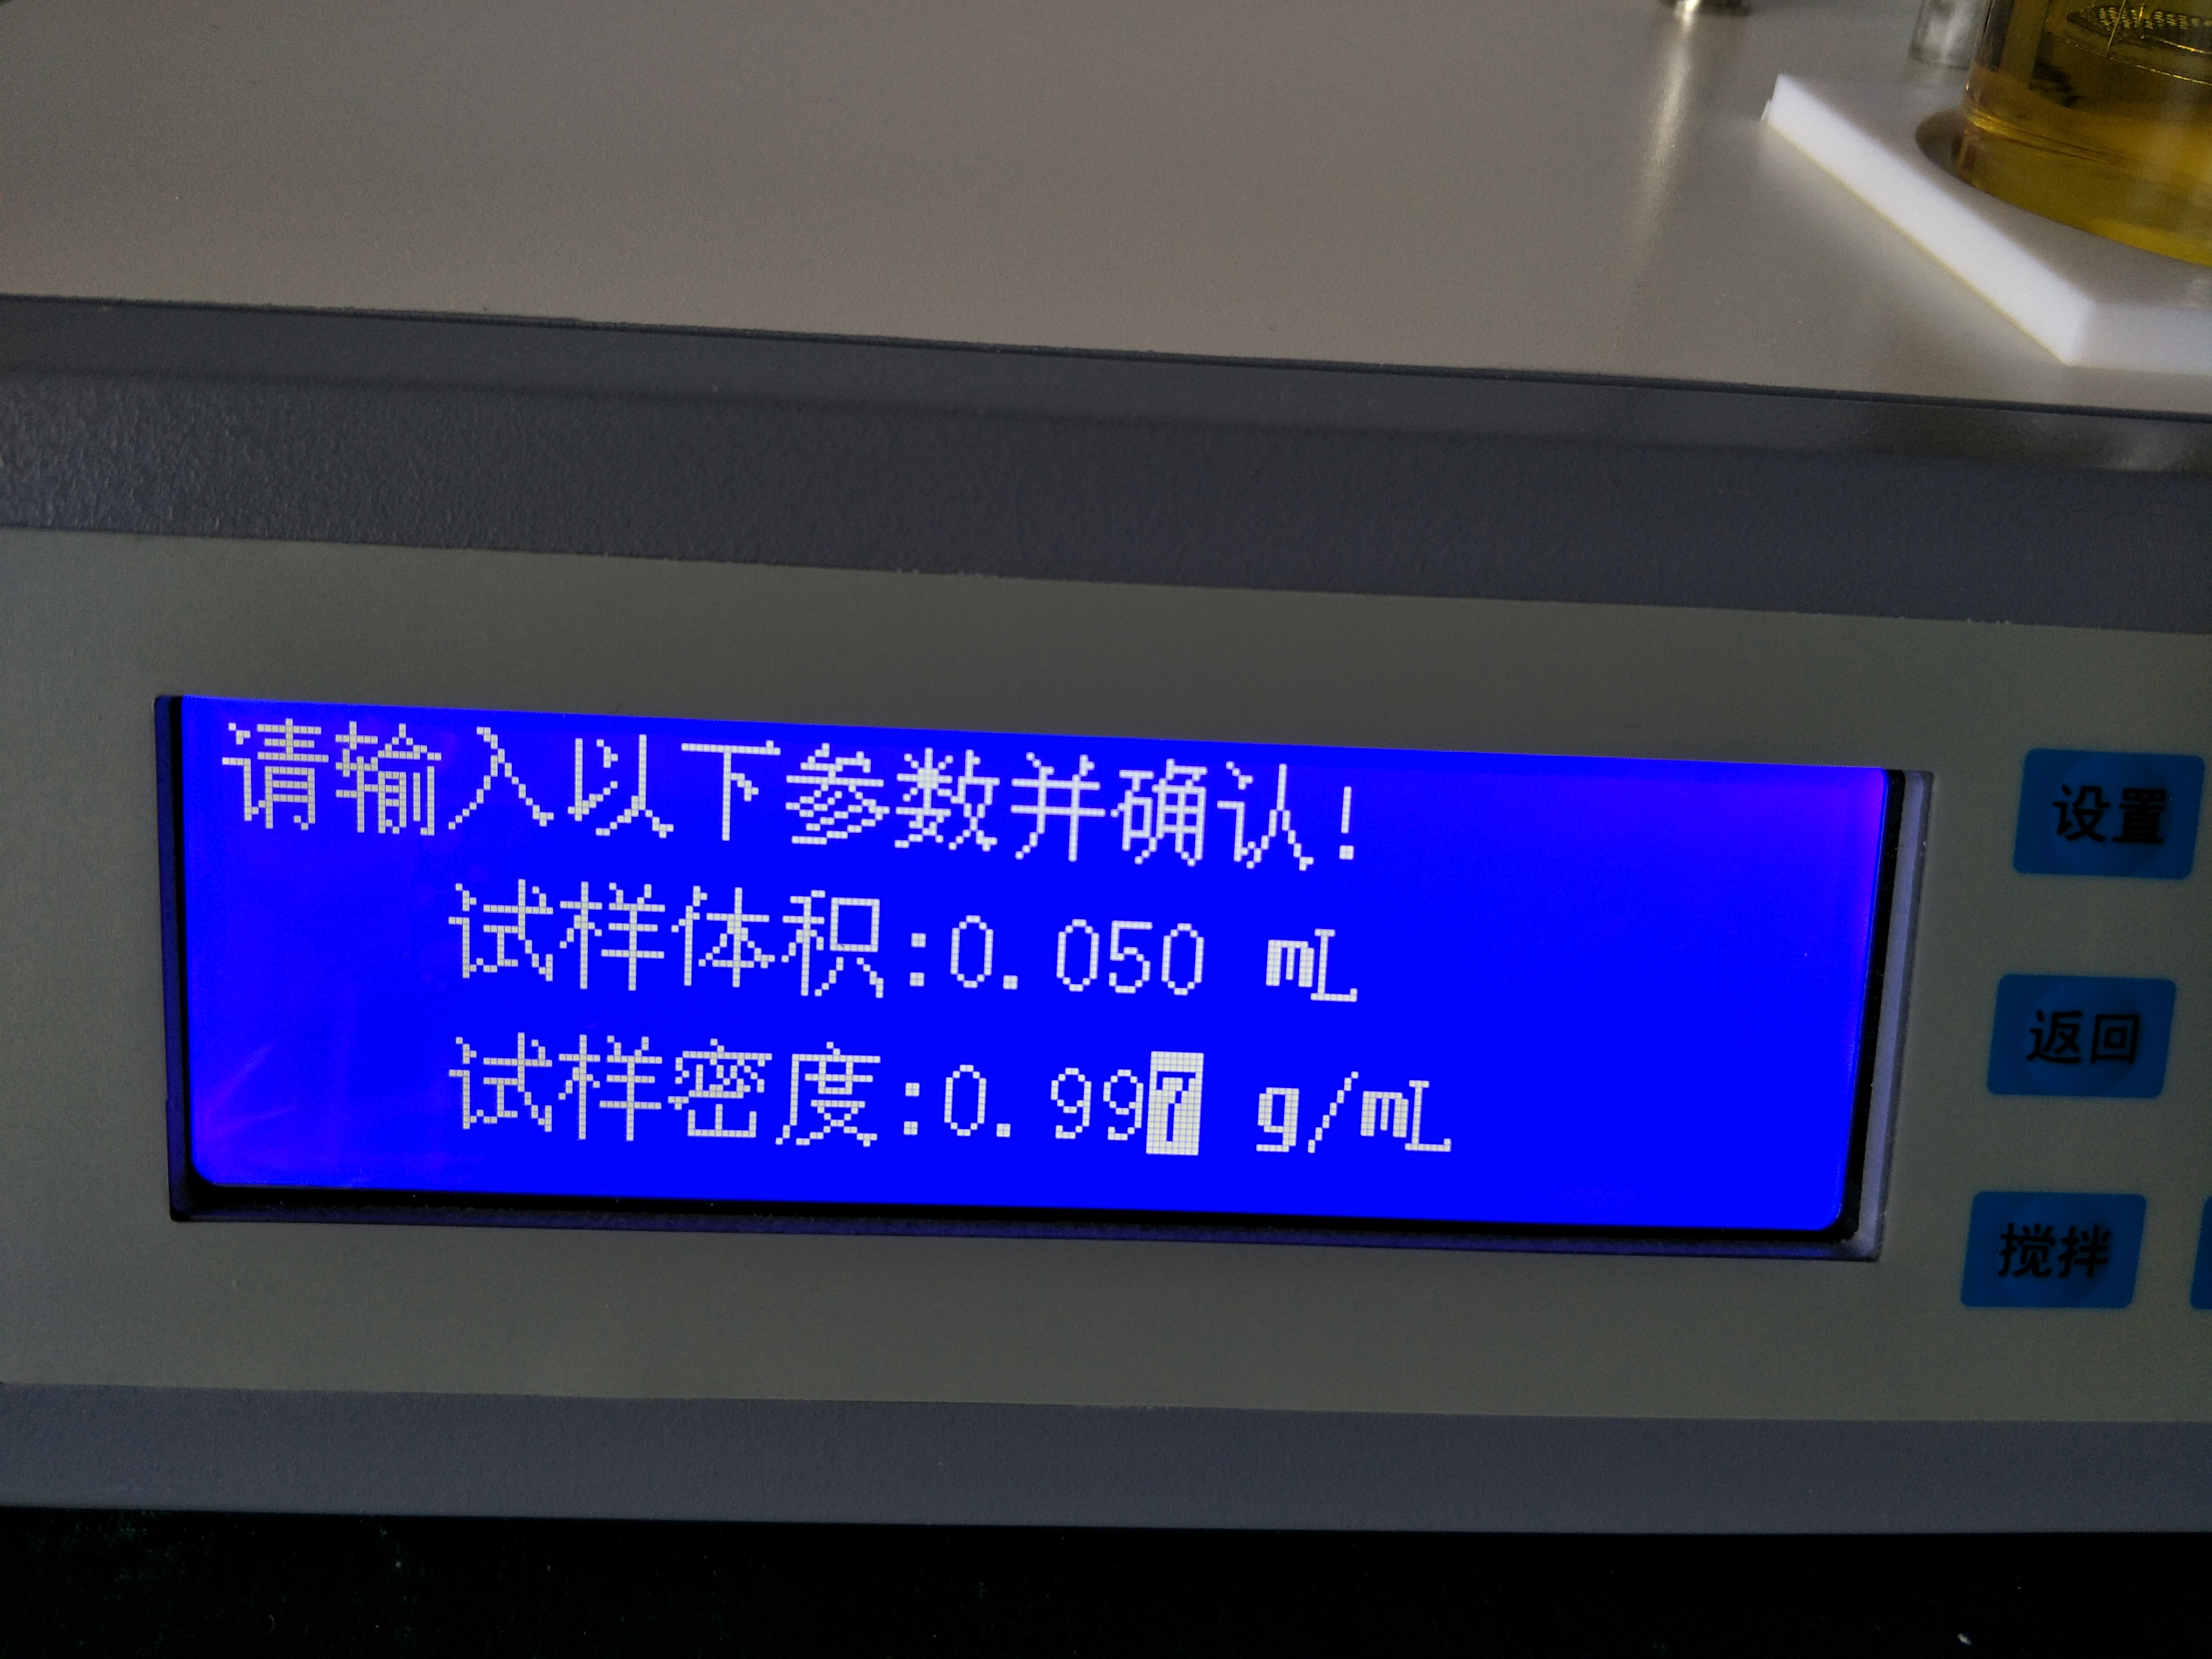 请输入以下参数并确认!
试样体积:0.050 mL
试样密度:0.997 g/mL
设置
返回
搅拌